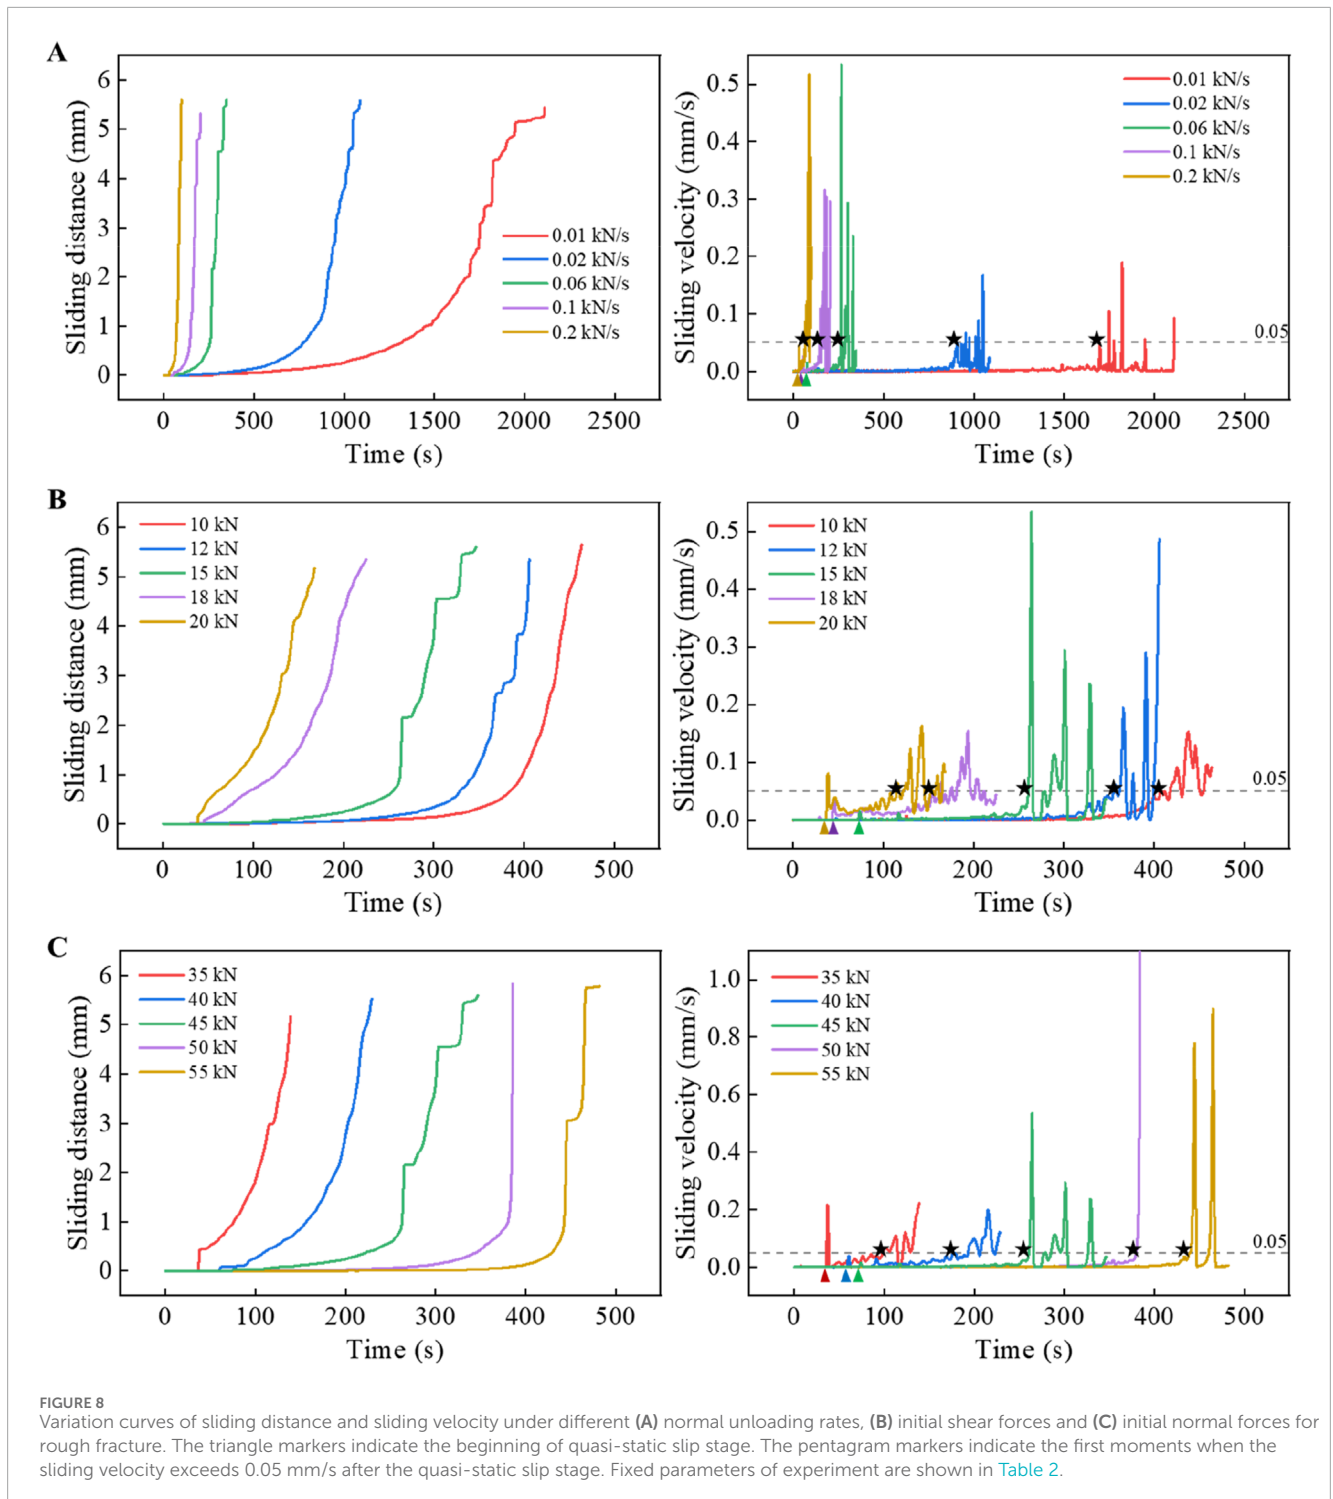 A
Sliding distance (mm)
6
5
4
3
2
1
0
0.01 kN/s
0.02 kN/s
0.06 kN/s
0.1 kN/s
0.2 kN/s
0 500 1000 1500 2000 2500
Time (s)
Sliding velocity (mm/s)
0.5
0.4
0.3
0.2
0.1
0.0
0.01 kN/s
0.02 kN/s
0.06 kN/s
0.1 kN/s
0.2 kN/s
0.05
0 500 1000 1500 2000 2500
Time (s)
B
Sliding distance (mm)
6
5
4
3
2
1
0
10 kN
12 kN
15 kN
18 kN
20 kN
0 100 200 300 400 500
Time (s)
Sliding velocity (mm/s)
0.5
0.4
0.3
0.2
0.1
0.0
10 kN
12 kN
15 kN
18 kN
20 kN
0.05
0 100 200 300 400 500
Time (s)
C
Sliding distance (mm)
6
5
4
3
2
1
0
35 kN
40 kN
45 kN
50 kN
55 kN
0 100 200 300 400 500
Time (s)
Sliding velocity (mm/s)
1.0
0.8
0.6
0.4
0.2
0.0
35 kN
40 kN
45 kN
50 kN
55 kN
0.05
0 100 200 300 400 500
Time (s)
FIGURE 8
Variation curves of sliding distance and sliding velocity under different (A) normal unloading rates, (B) initial shear forces and (C) initial normal forces for
rough fracture. The triangle markers indicate the beginning of quasi-static slip stage. The pentagram markers indicate the first moments when the
sliding velocity exceeds 0.05 mm/s after the quasi-static slip stage. Fixed parameters of experiment are shown in Table 2.